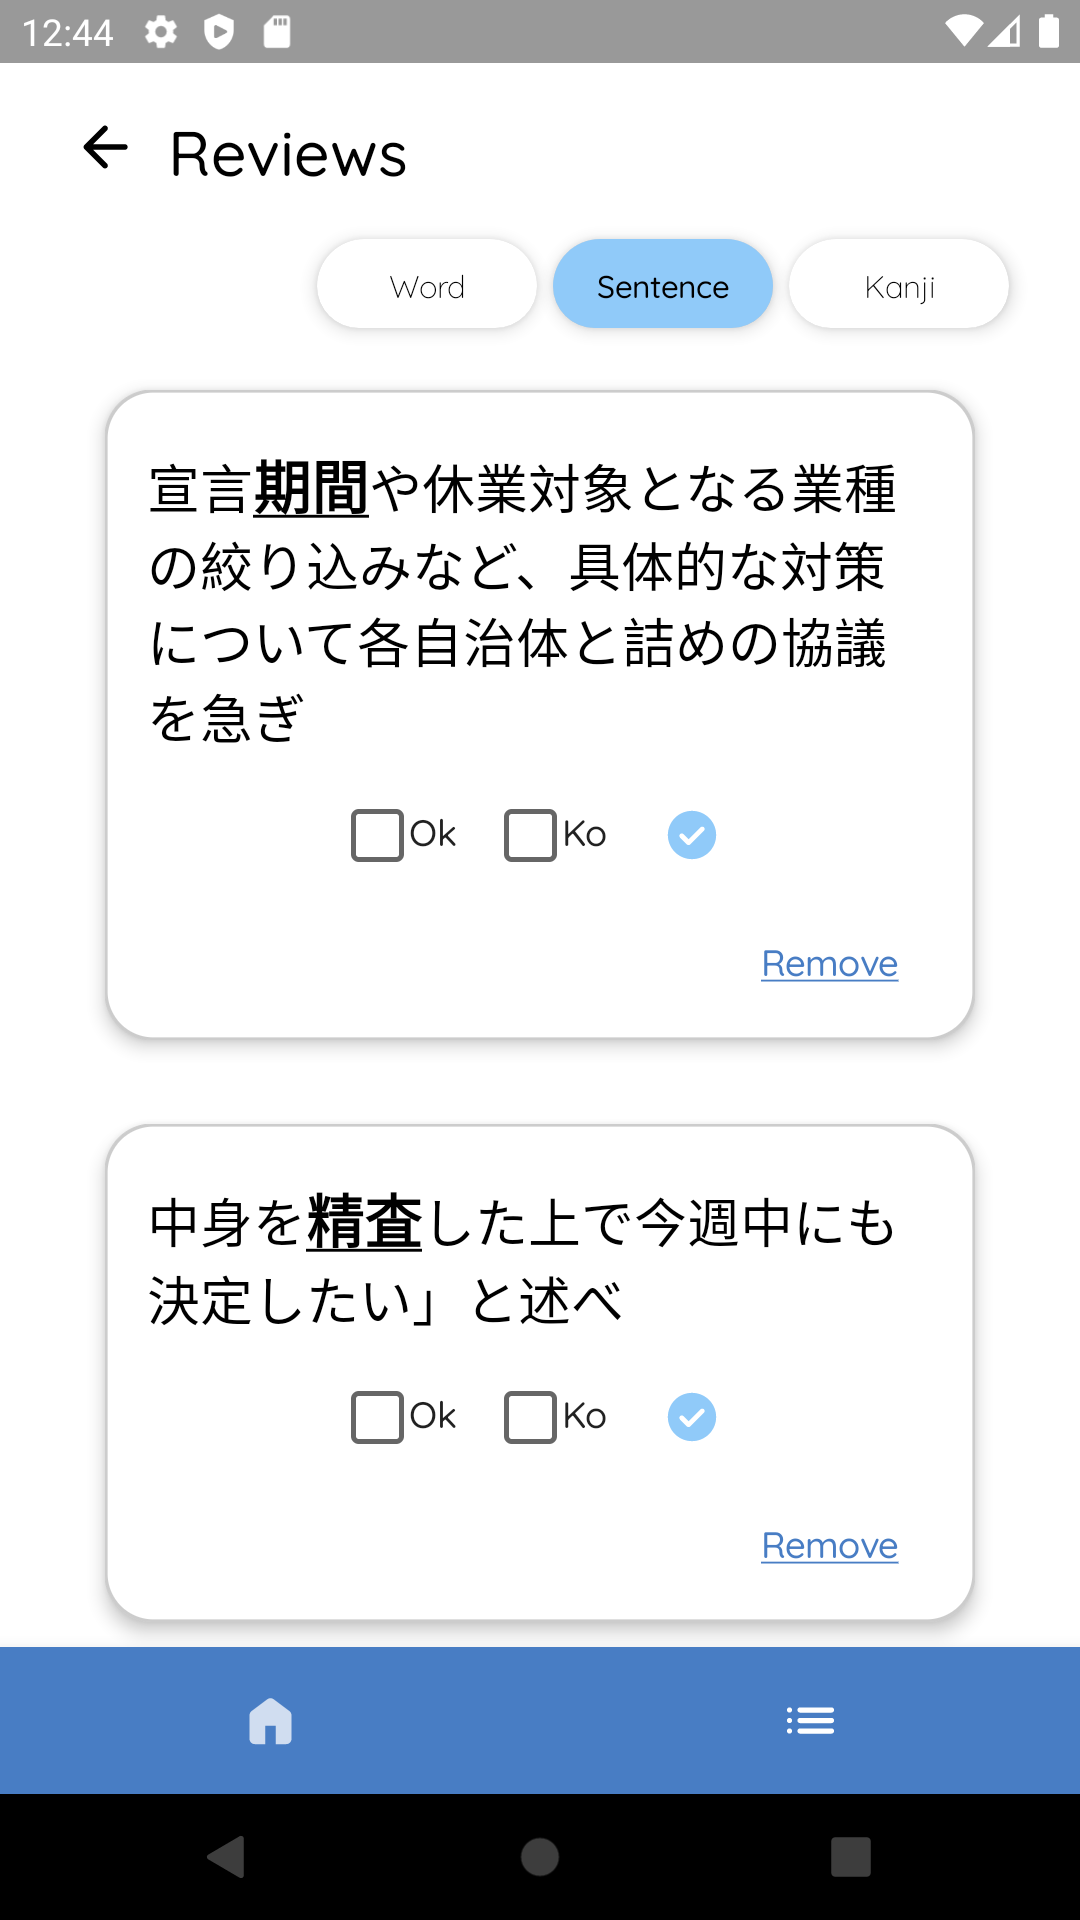 12:44
Reviews
Word
Sentence
Kanji
宣言期間や休業対象となる業種
の絞り込みなど、具体的な対策
について各自治体と詰めの協議
を急ぎ
Ok
Ko
Remove
中身を精査した上で今週中にも
決定したい」と述べ
Ok
Ko
Remove